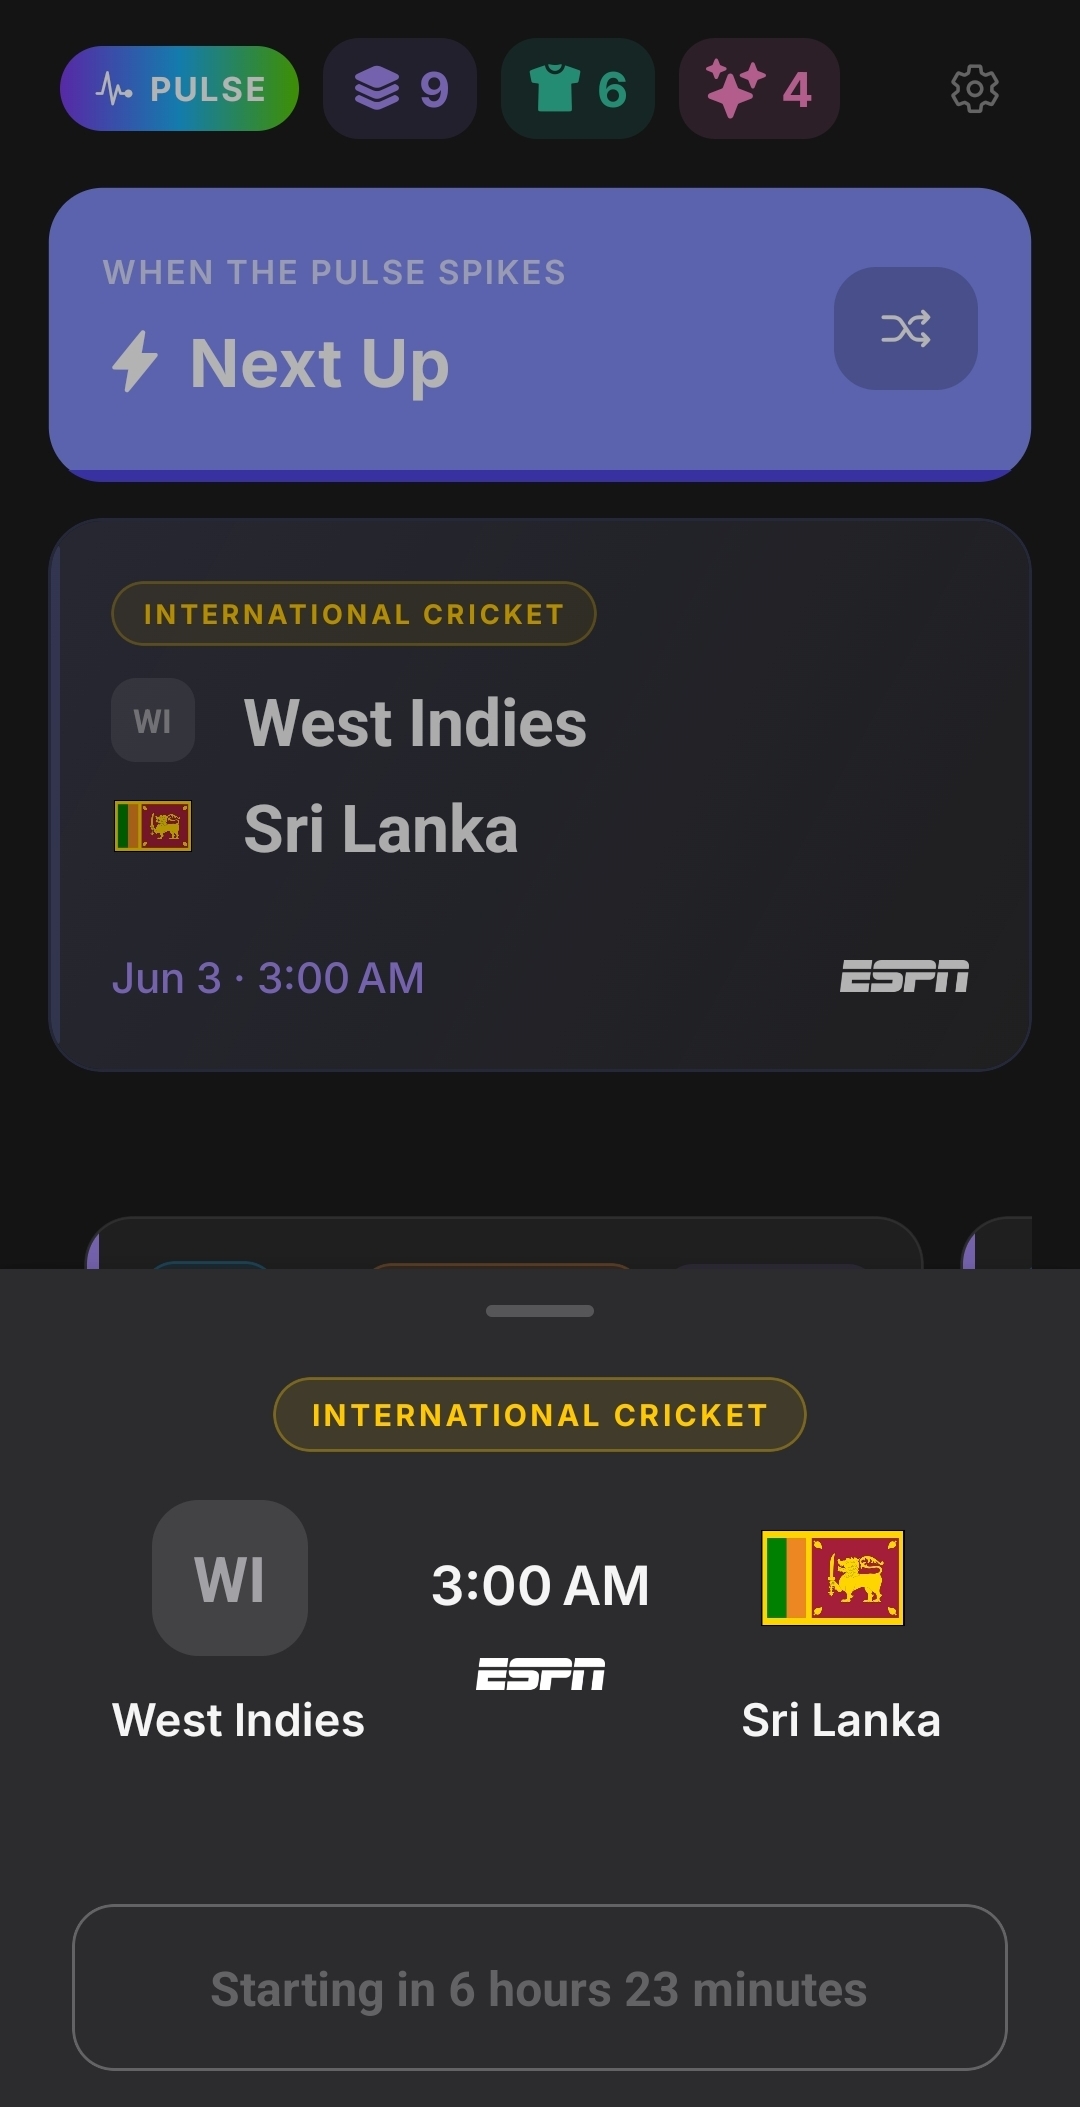 PULSE 9 6 4
WHEN THE PULSE SPIKES
Next Up
INTERNATIONAL CRICKET
WI West Indies
Sri Lanka
Jun 3 · 3:00 AM ESPN
INTERNATIONAL CRICKET
WI 3:00 AM
ESPN
West Indies Sri Lanka
Starting in 6 hours 23 minutes